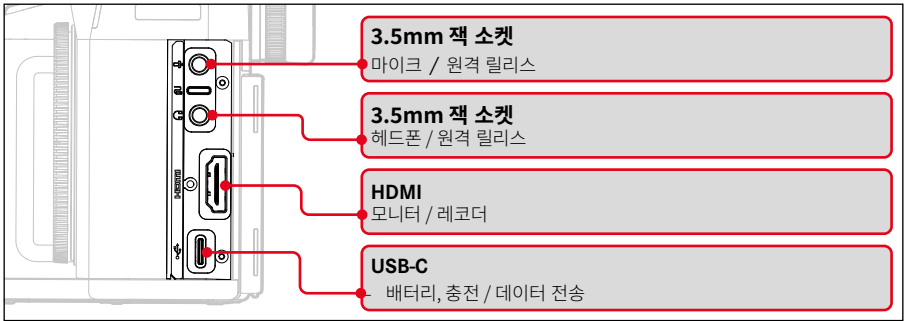 3.5mm 잭 소켓
마이크 / 원격 릴리스
3.5mm 잭 소켓
헤드폰 / 원격 릴리스
HDMI
HDMI
모니터 / 레코더
USB-C
- 배터리, 충전 / 데이터 전송